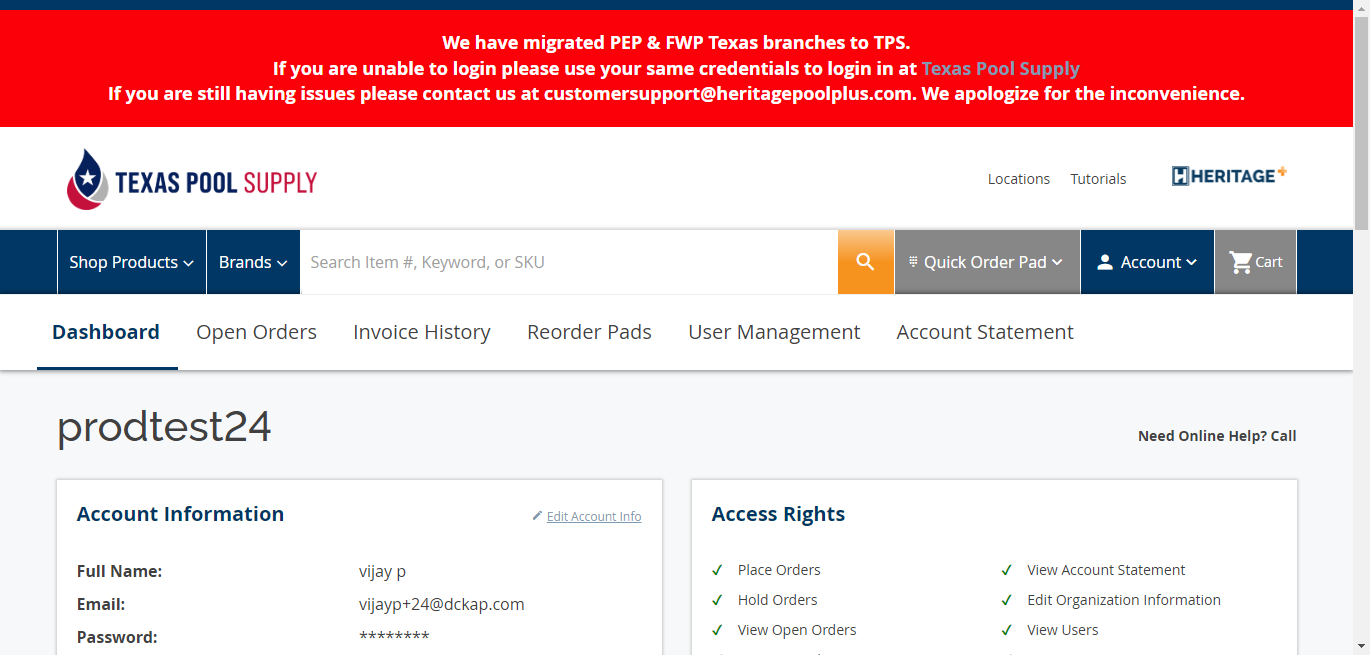 We have migrated PEP & FWP Texas branches to TPS.
If you are unable to login please use your same credentials to login in at Texas Pool Supply
If you are still having issues please contact us at customersupport@heritagepoolplus.com. We apologize for the inconvenience.
TEXAS POOL SUPPLY
Locations
Tutorials
HERITAGE+
Shop Products
Brands
Search Item #, Keyword, or SKU
Quick Order Pad
Account
Cart
Dashboard
Open Orders
Invoice History
Reorder Pads
User Management
Account Statement
prodtest24
Need Online Help? Call
Account Information
Edit Account Info
Full Name: vijay p
Email: vijayp+24@dckap.com
Password: ********
Access Rights
Place Orders
View Account Statement
Hold Orders
Edit Organization Information
View Open Orders
View Users